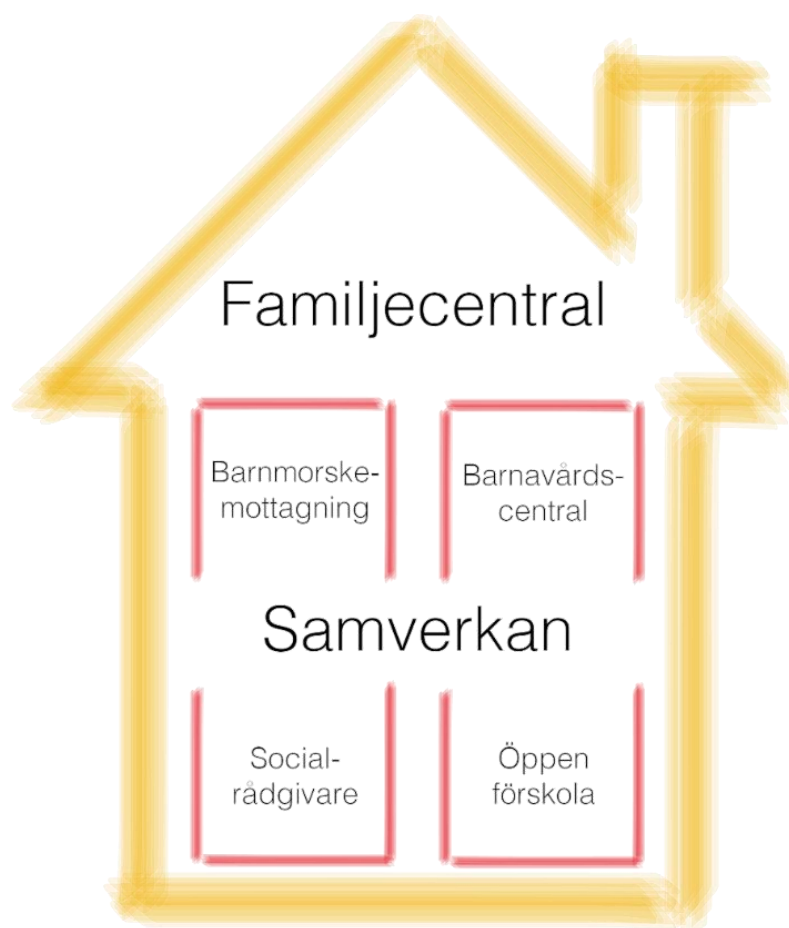 Familjecentral
Barnmorske-
mottagning
Barnavårds-
central
Samverkan
Social-
rådgivare
Öppen
förskola